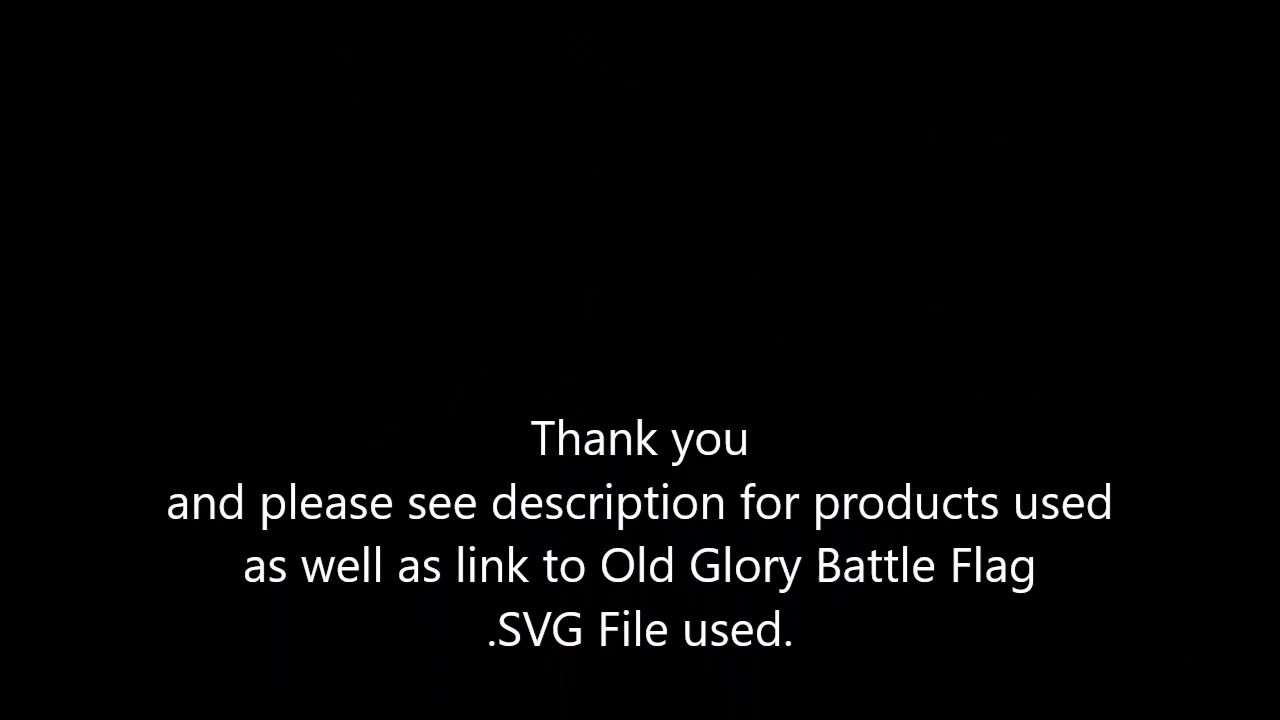 Thank you
and please see description for products used
as well as link to Old Glory Battle Flag
.SVG File used.